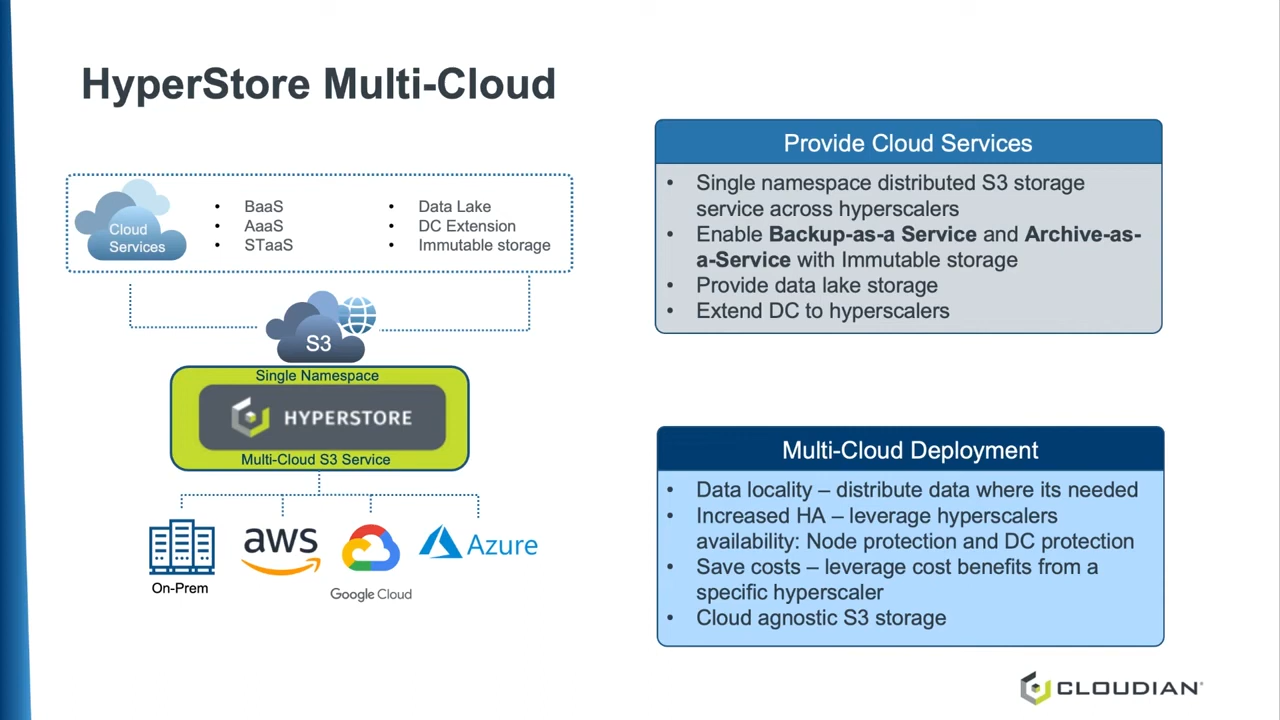 HyperStore Multi-Cloud
Cloud
Services
• BaaS
• AaaS
• STaaS
• Data Lake
• DC Extension
• Immutable storage
S3
Single Namespace
HYPERSTORE
Multi-Cloud S3 Service
On-Prem
aws
Google Cloud
Azure
Provide Cloud Services
• Single namespace distributed S3 storage
service across hyperscalers
• Enable Backup-as-a Service and Archive-as-
a-Service with Immutable storage
• Provide data lake storage
• Extend DC to hyperscalers
Multi-Cloud Deployment
• Data locality – distribute data where its needed
• Increased HA – leverage hyperscalers
availability: Node protection and DC protection
• Save costs – leverage cost benefits from a
specific hyperscaler
• Cloud agnostic S3 storage
CLOUDIAN®